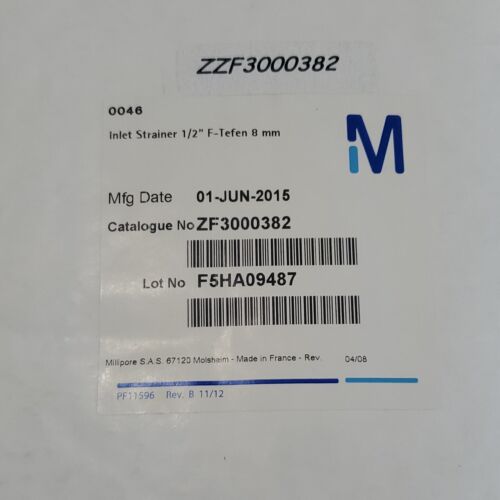 ZZF3000382
0046
Inlet Strainer 1/2" F-Tefen 8 mm
M
Mfg Date 01-JUN-2015
Catalogue No ZF3000382
Lot No F5HA09487
Millipore S.A.S. 67120 Molsheim - Made in France - Rev. 04/08
PF11596 Rev. B 11/12